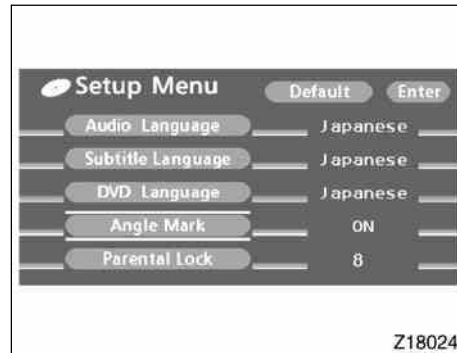 Setup Menu Default Enter
Audio Language Japanese
Subtitle Language Japanese
DVD Language Japanese
Angle Mark ON
Parental Lock 8
Z18024